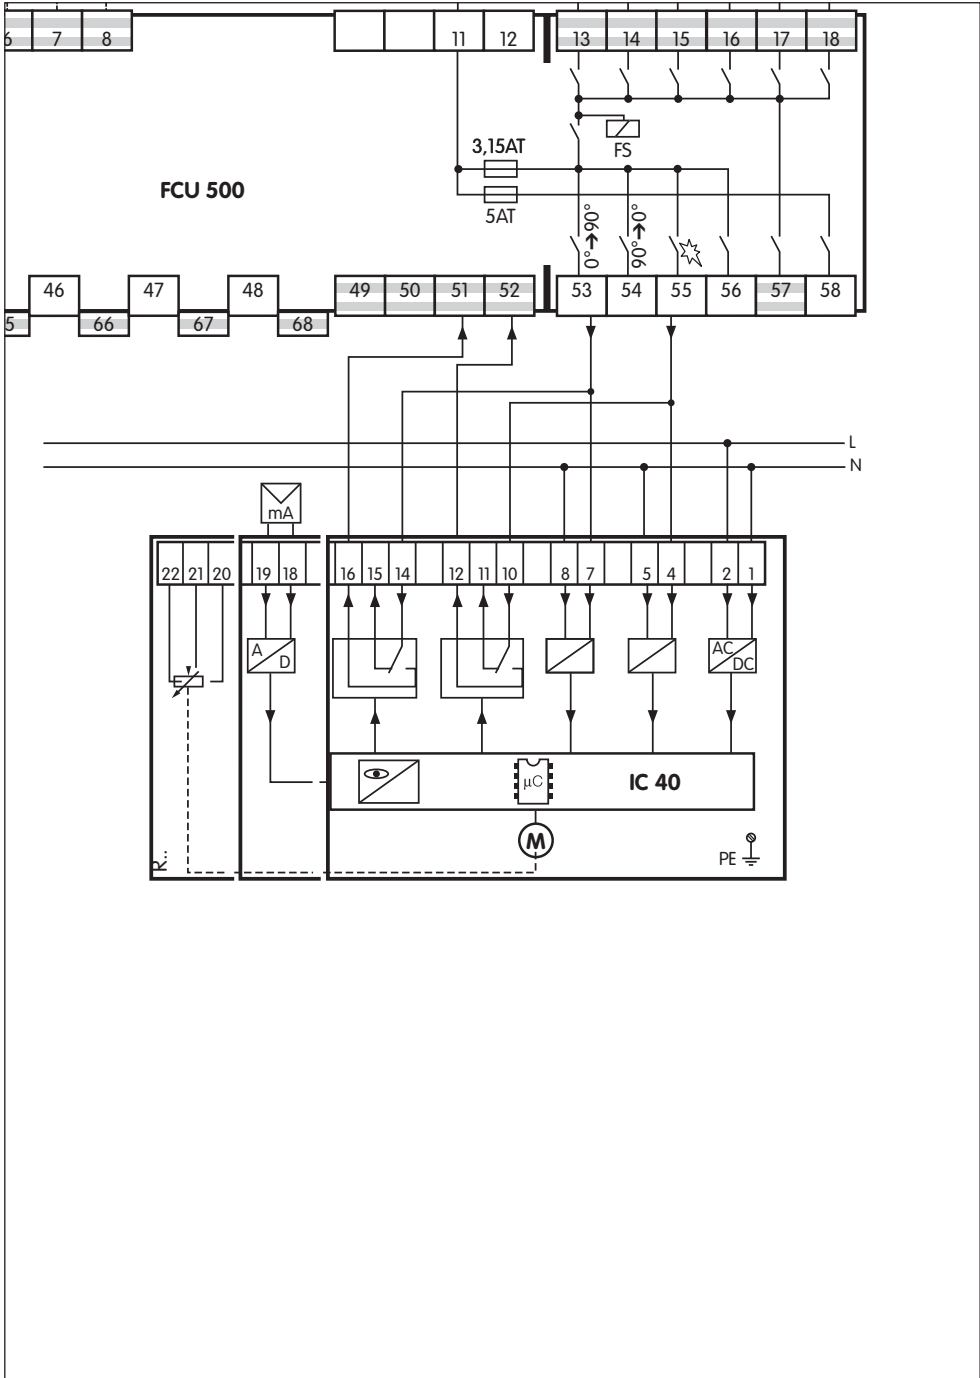 6 7 8 11 12 13 14 15 16 17 18
FS
3,15AT
FCU 500
5AT
0°➔90°
90°➔0°
46 47 48 49 50 51 52 53 54 55 56 57 58
5 66 67 68
L
N
mA
22 21 20 19 18 16 15 14 12 11 10 8 7 5 4 2 1
A
D
AC
DC
µC
IC 40
M
PE
R…